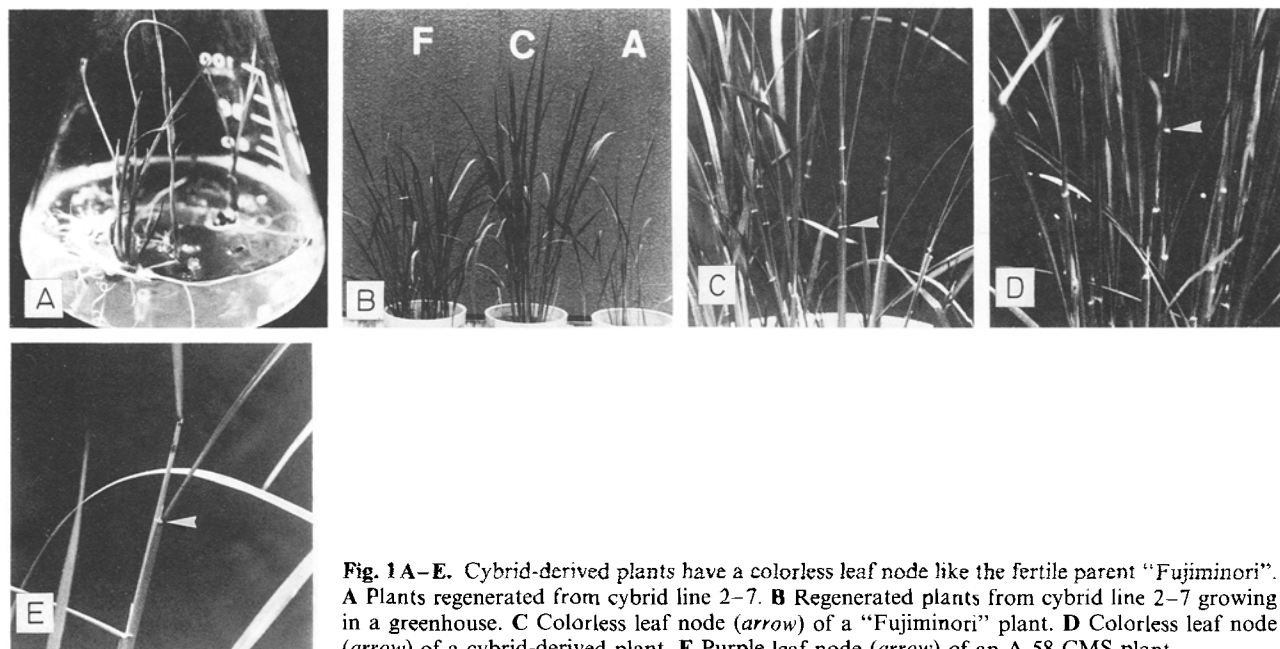 F C A
100
A
B
C
D
E
Fig. 1 A–E. Cybrid-derived plants have a colorless leaf node like the fertile parent “Fujiminori”.
A Plants regenerated from cybrid line 2–7. B Regenerated plants from cybrid line 2–7 growing
in a greenhouse. C Colorless leaf node (arrow) of a “Fujiminori” plant. D Colorless leaf node
(arrow) of a cybrid-derived plant. E Purple leaf node (arrow) of an A-58 CMS plant